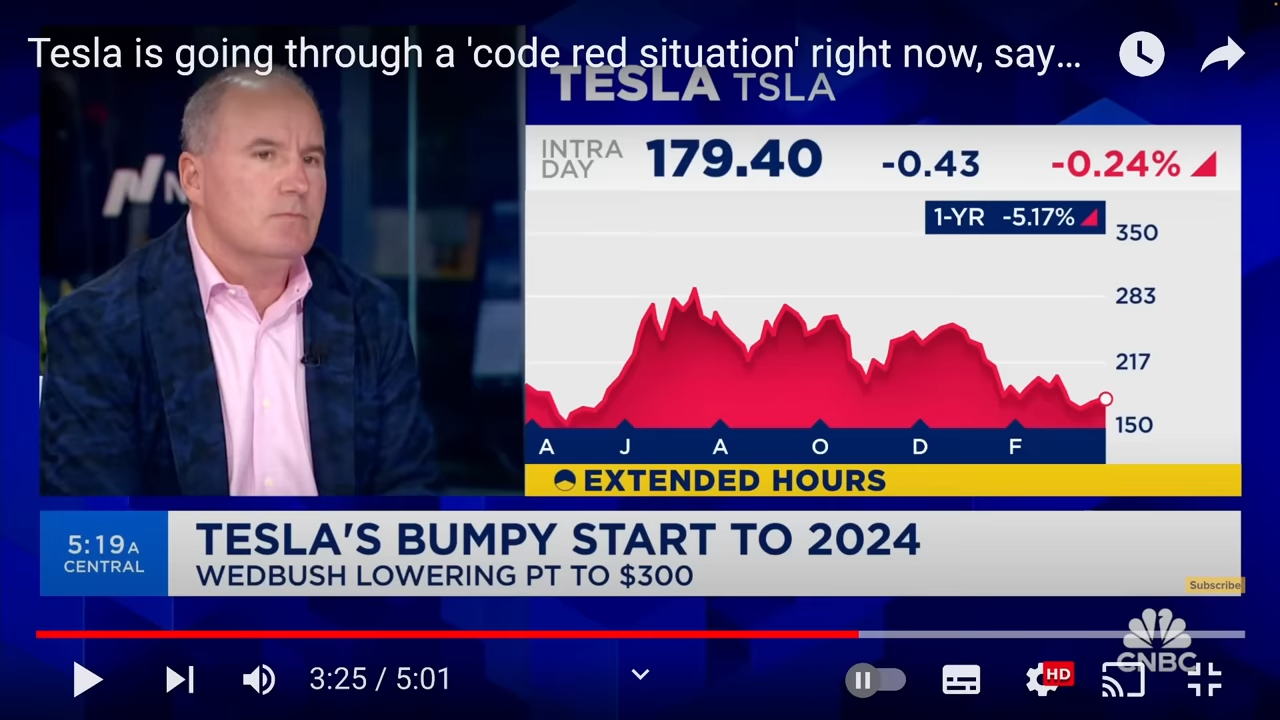 Tesla is going through a 'code red situation' right now, say...
TESLA TSLA
INTRA DAY 179.40 -0.43 -0.24%
1-YR -5.17%
350
283
217
150
A J A O D F
EXTENDED HOURS
5:19A CENTRAL
TESLA'S BUMPY START TO 2024
WEDBUSH LOWERING PT TO $300
Subscribe
CNBC
3:25 / 5:01
HD